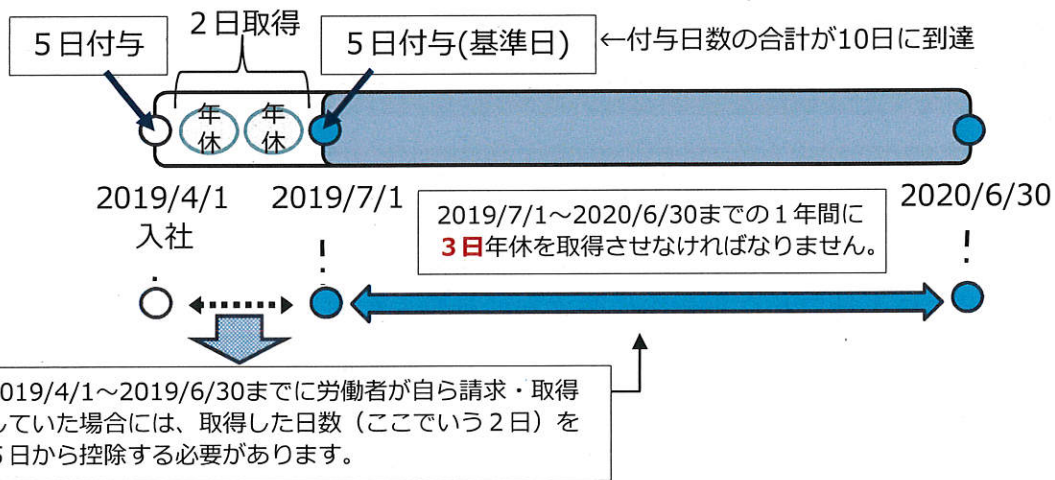 2日取得
5日付与
5日付与(基準日)
←付与日数の合計が10日に到達
年休
年休
2019/4/1
入社
2019/7/1
2020/6/30
2019/7/1～2020/6/30までの1年間に
3日年休を取得させなければなりません。
019/4/1～2019/6/30までに労働者が自ら請求・取得
していた場合には、取得した日数（ここでいう2日）を
5日から控除する必要があります。